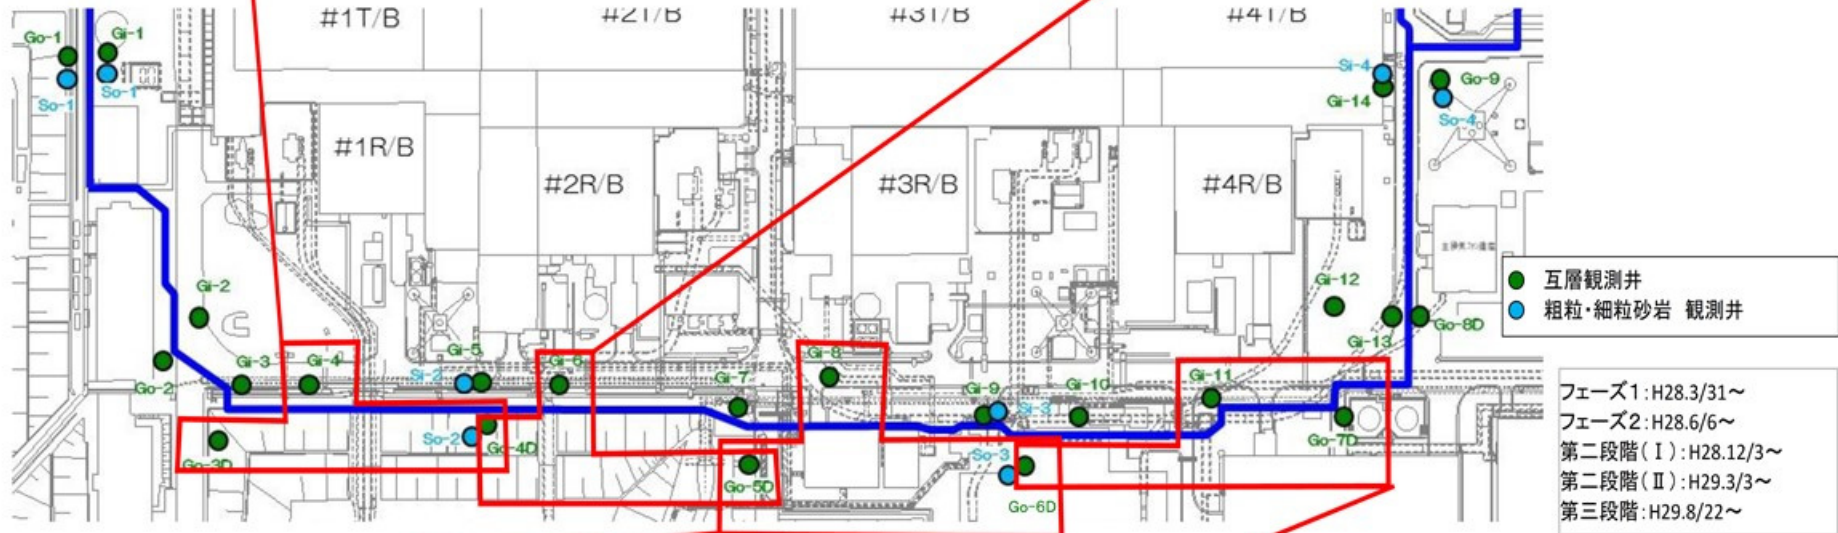 #1T/B
#2T/B
#3T/B
#4T/B
Go-1
Gi-1
So-1
So-1
Si-4
Gi-14
Go-9
So-4
#1R/B
#2R/B
#3R/B
#4R/B
Gi-2
Gi-12
Go-8D
Gi-13
Go-2
Gi-3
Gi-4
Gi-5
Si-2
Gi-6
Gi-7
Gi-8
Gi-9
Si-3
Gi-10
Gi-11
Go-7D
Go-3D
So-2
Go-4D
Go-5D
So-3
Go-6D
互層観測井
粗粒・細粒砂岩 観測井
フェーズ1:H28.3/31~
フェーズ2:H28.6/6~
第二段階(Ⅰ):H28.12/3~
第二段階(Ⅱ):H29.3/3~
第三段階:H29.8/22~